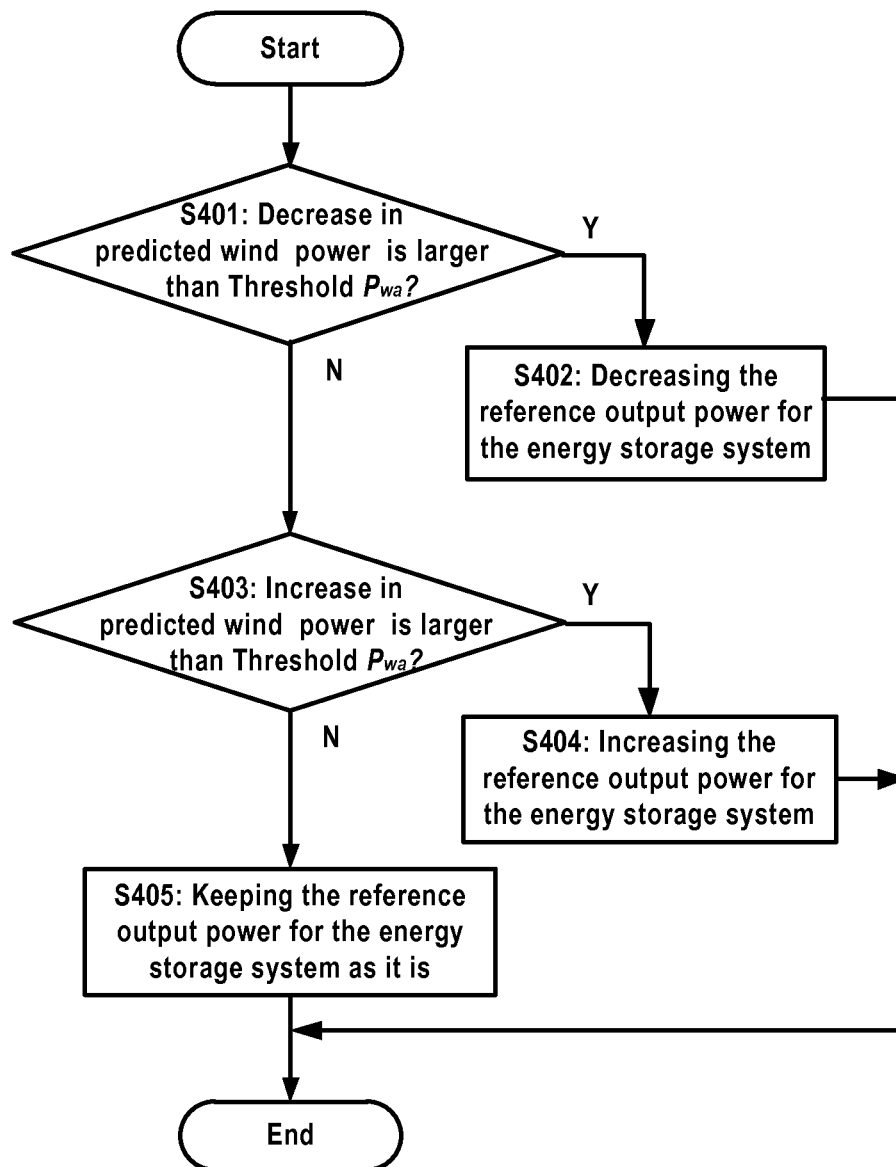 Start
S401: Decrease in
predicted wind power is larger
than Threshold Pwa?
Y
N
S402: Decreasing the
reference output power for
the energy storage system
S403: Increase in
predicted wind power is larger
than Threshold Pwa?
Y
N
S404: Increasing the
reference output power for
the energy storage system
S405: Keeping the reference
output power for the energy
storage system as it is
End